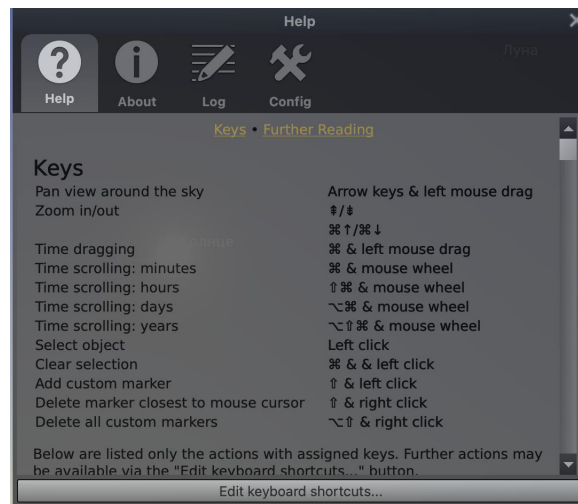 Help
Луна
Help
About
Log
Config
Keys • Further Reading
Keys
Pan view around the sky Arrow keys & left mouse drag
Zoom in/out ⇞/⇟
⌘↑/⌘↓
Time dragging ⌘ & left mouse drag
Time scrolling: minutes ⌘ & mouse wheel
Time scrolling: hours ⇧⌘ & mouse wheel
Time scrolling: days ⌥⌘ & mouse wheel
Time scrolling: years ⌥⇧⌘ & mouse wheel
Select object Left click
Clear selection ⌘ & & left click
Add custom marker ⇧ & left click
Delete marker closest to mouse cursor ⇧ & right click
Delete all custom markers ⌥⇧ & right click
Below are listed only the actions with assigned keys. Further actions may
be available via the "Edit keyboard shortcuts..." button.
Edit keyboard shortcuts...